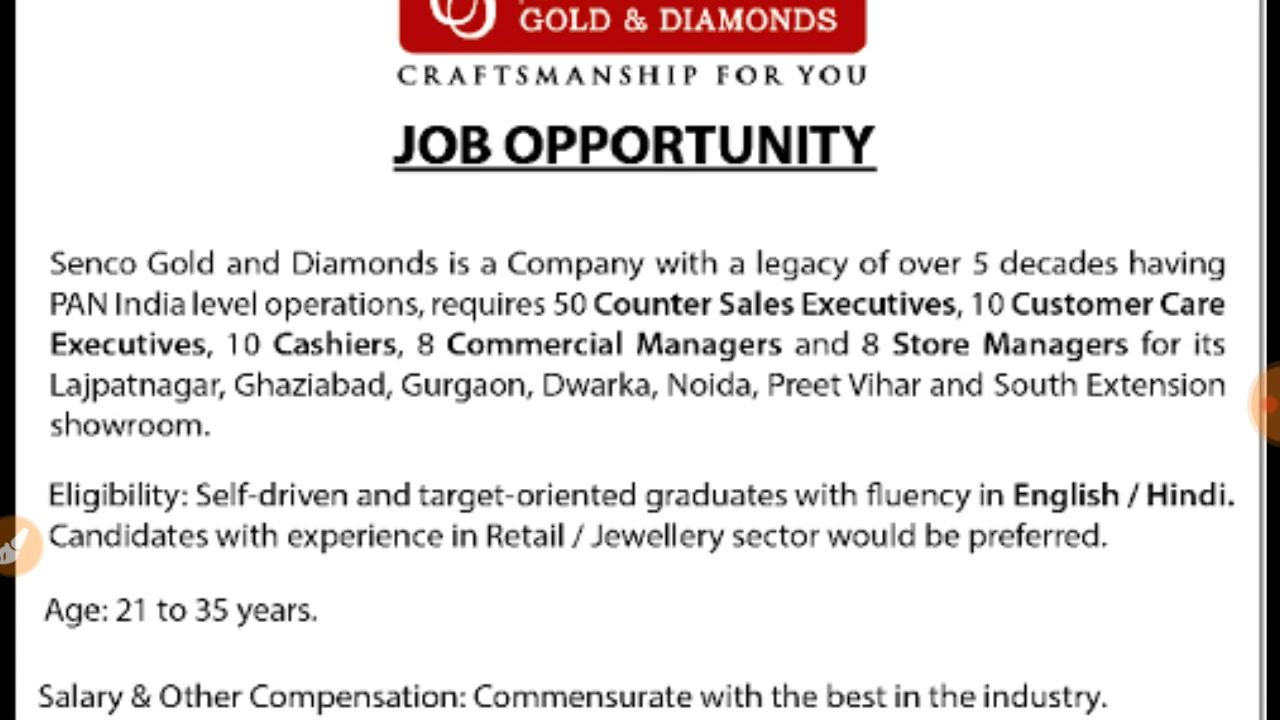 GOLD & DIAMONDS
CRAFTSMANSHIP FOR YOU
JOB OPPORTUNITY
Senco Gold and Diamonds is a Company with a legacy of over 5 decades having
PAN India level operations, requires 50 Counter Sales Executives, 10 Customer Care
Executives, 10 Cashiers, 8 Commercial Managers and 8 Store Managers for its
Lajpatnagar, Ghaziabad, Gurgaon, Dwarka, Noida, Preet Vihar and South Extension
showroom.
Eligibility: Self-driven and target-oriented graduates with fluency in English / Hindi.
Candidates with experience in Retail / Jewellery sector would be preferred.
Age: 21 to 35 years.
Salary & Other Compensation: Commensurate with the best in the industry.